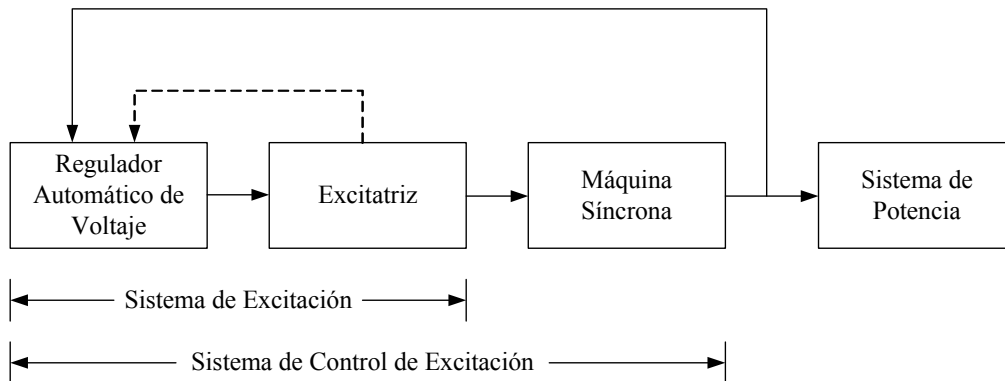 Regulador
Automático de
Voltaje
Excitatriz
Máquina
Síncrona
Sistema de
Potencia
Sistema de Excitación
Sistema de Control de Excitación